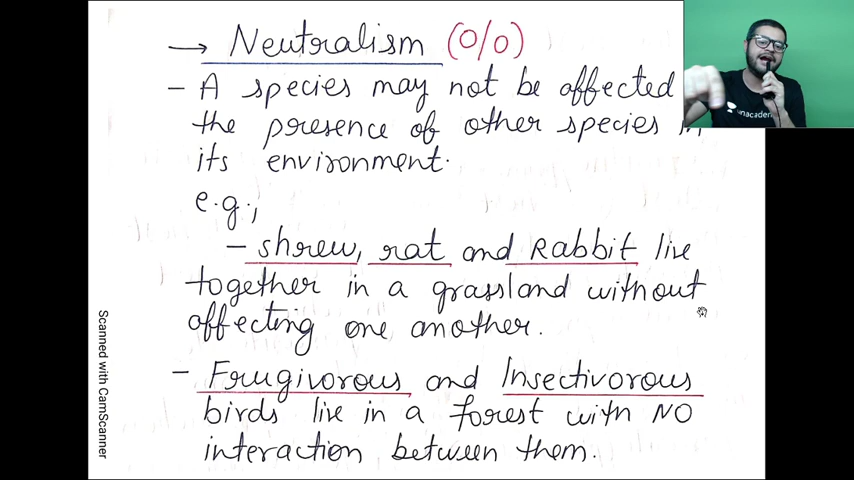 → Neutralism (0/0)
- A species may not be affected
the presence of other species
its environment.
e.g.,
- shrew, rat and Rabbit live
together in a grassland without
affecting one another.
- Frugivorous and Insectivorous
birds live in a forest with NO
interaction between them.
Scanned with CamScanner
unacademy